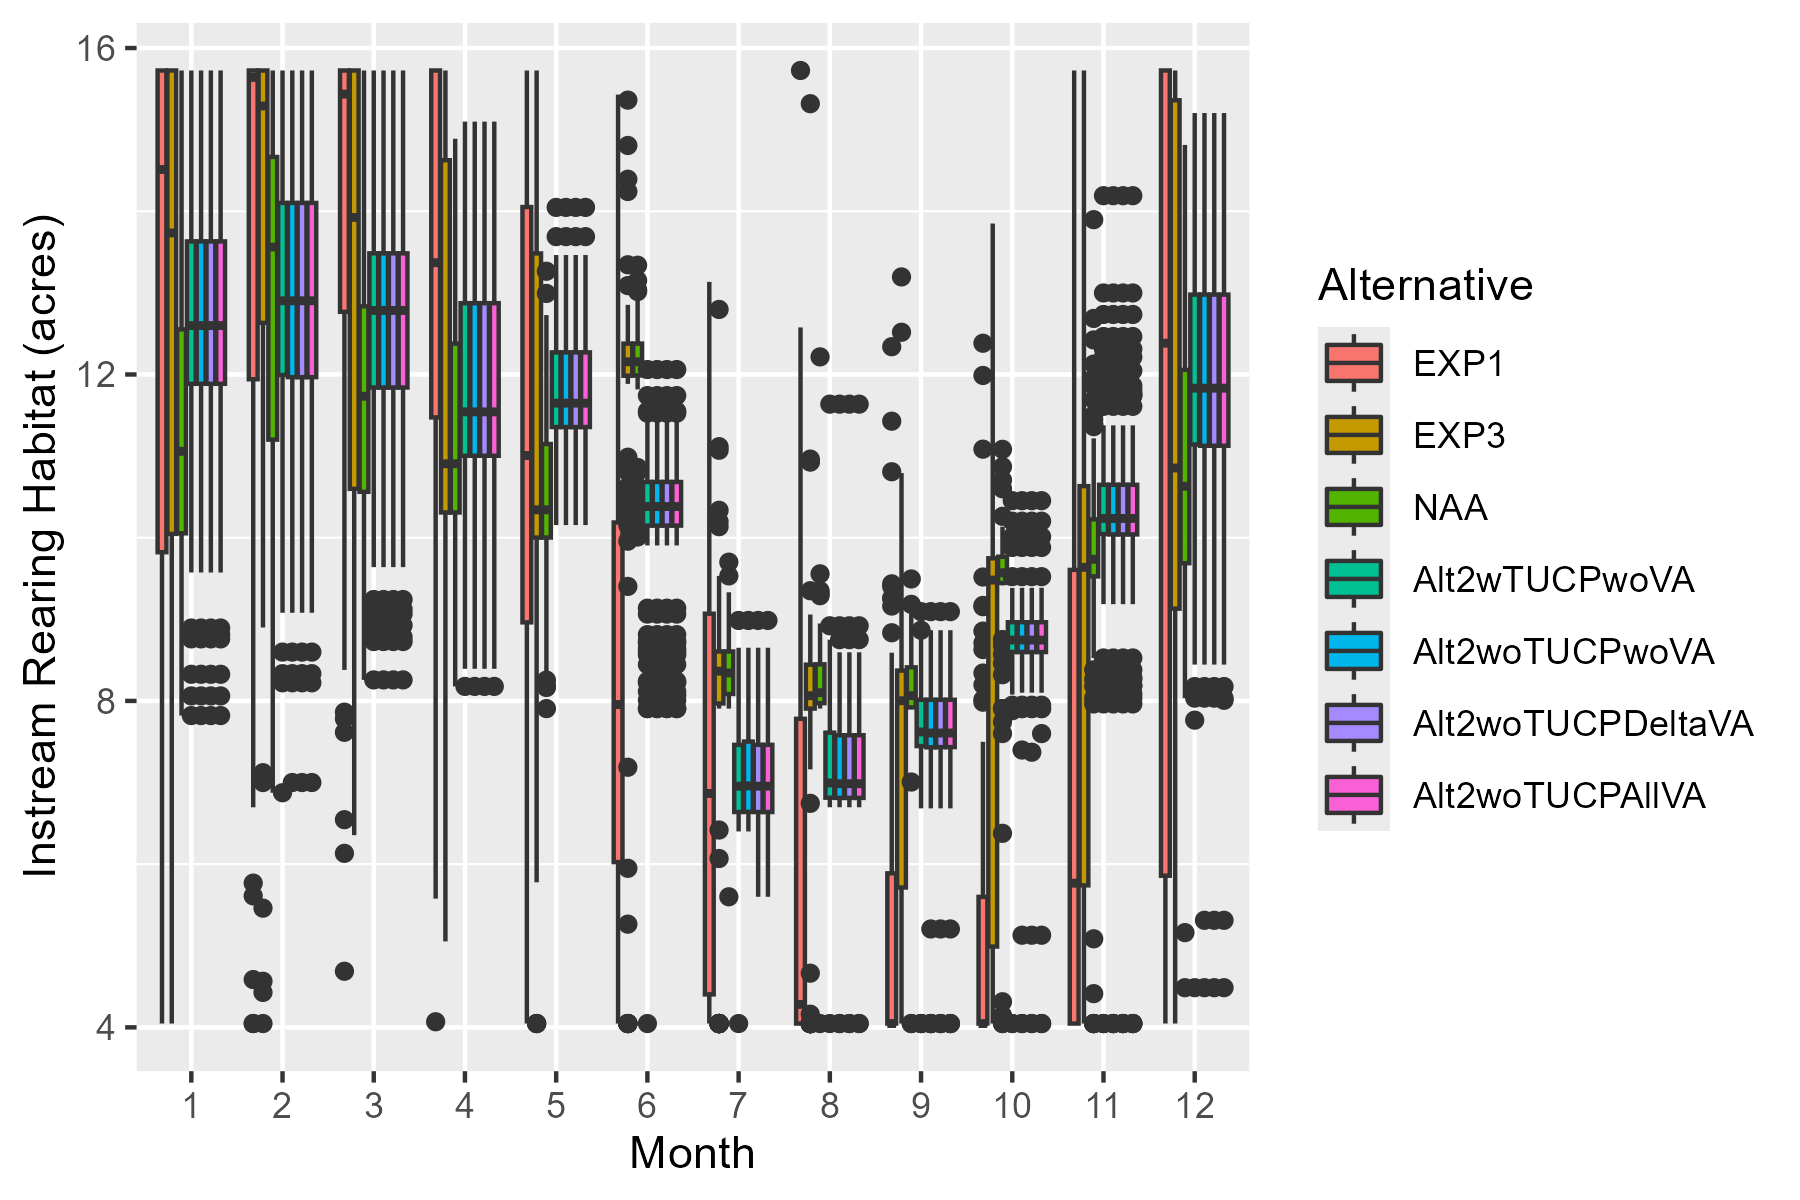 16
12
8
4
Instream Rearing Habitat (acres)
1 2 3 4 5 6 7 8 9 10 11 12
Month
Alternative
EXP1
EXP3
NAA
Alt2wTUCPwoVA
Alt2woTUCPwoVA
Alt2woTUCPDeltaVA
Alt2woTUCPAllVA